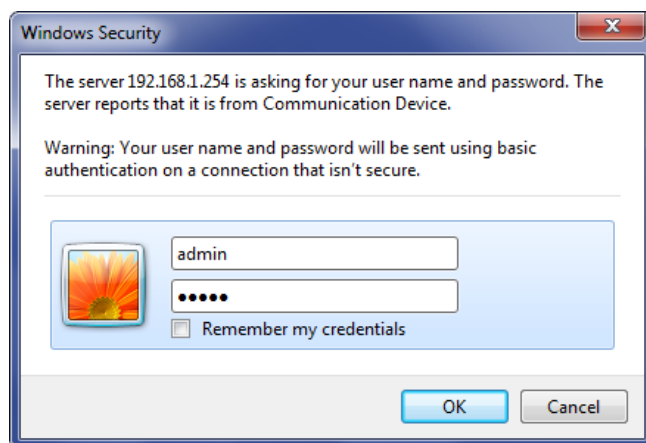 Windows Security
The server 192.168.1.254 is asking for your user name and password. The
server reports that it is from Communication Device.
Warning: Your user name and password will be sent using basic
authentication on a connection that isn't secure.
admin
●●●●●
Remember my credentials
OK
Cancel